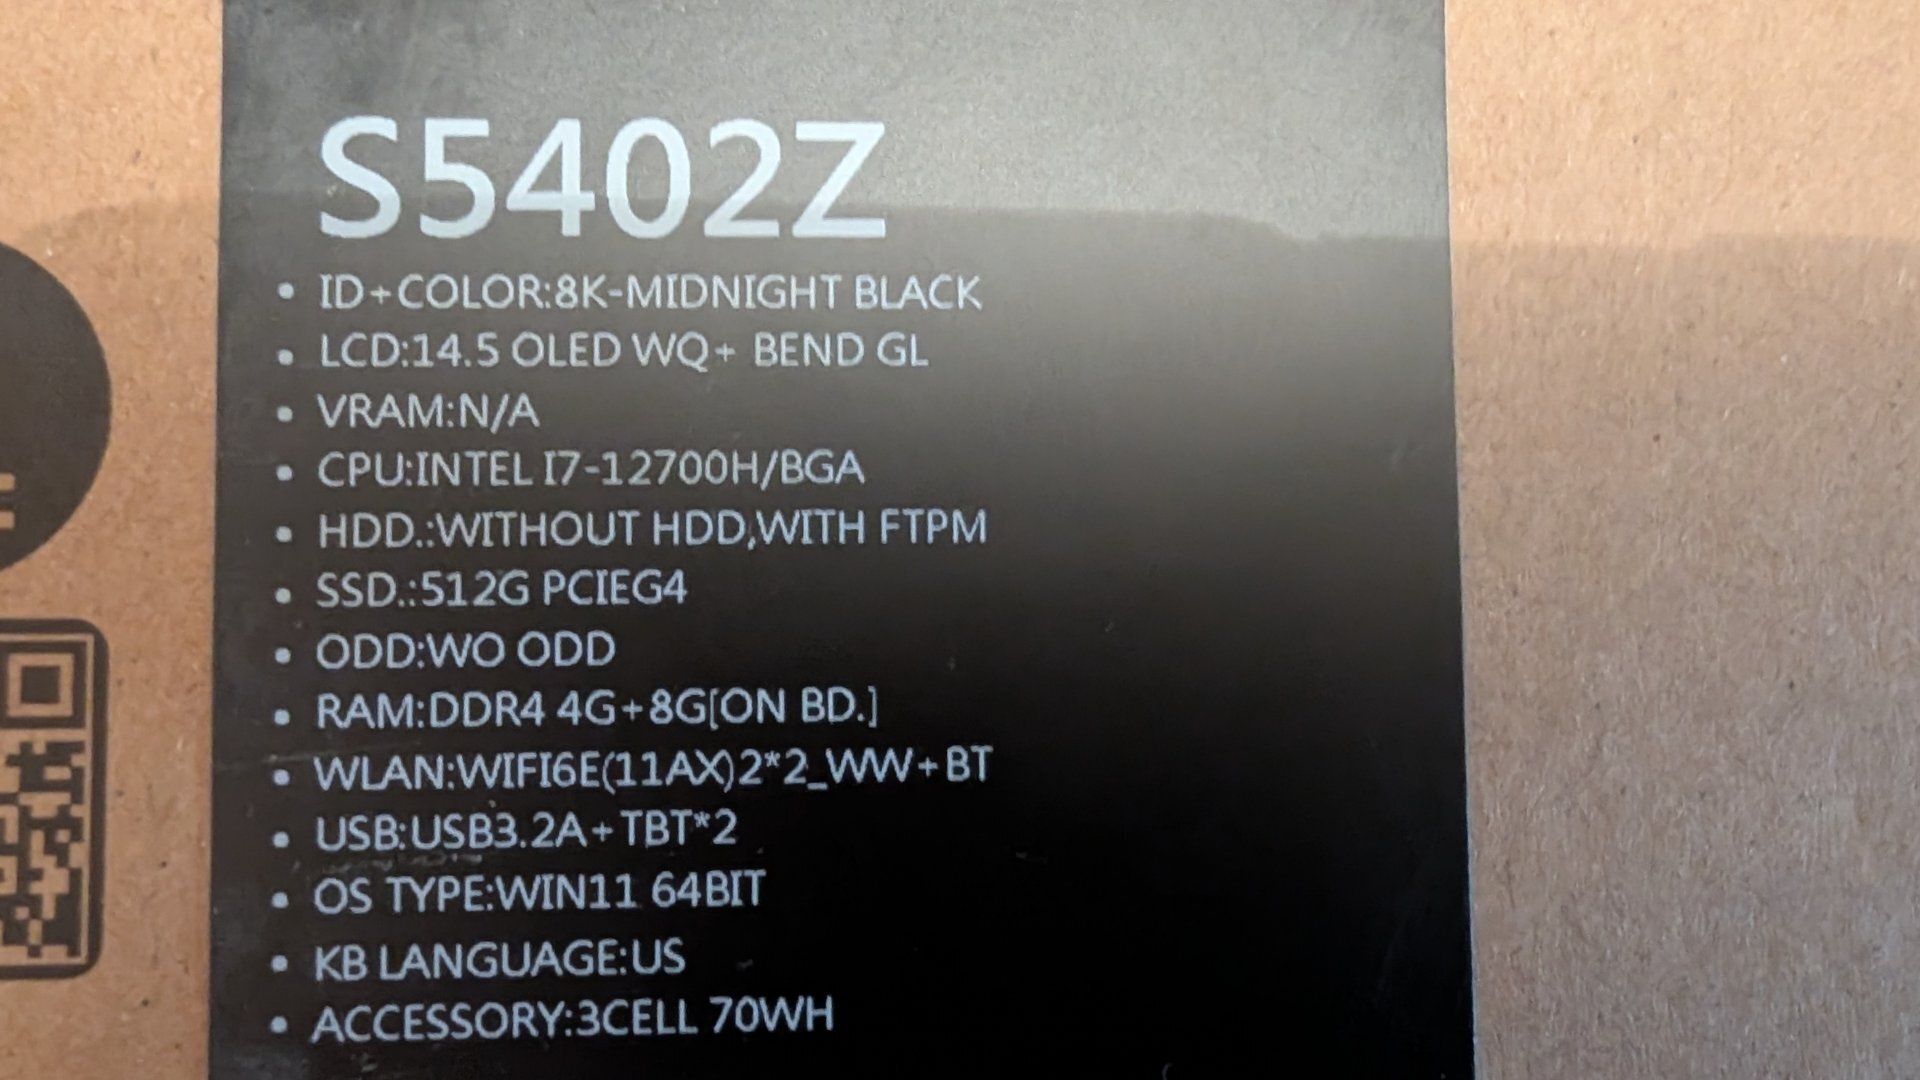 S5402Z
• ID+COLOR:8K-MIDNIGHT BLACK
• LCD:14.5 OLED WQ+ BEND GL
• VRAM:N/A
• CPU:INTEL I7-12700H/BGA
• HDD.:WITHOUT HDD,WITH FTPM
• SSD.:512G PCIEG4
• ODD:WO ODD
• RAM:DDR4 4G+8G[ON BD.]
• WLAN:WIFI6E(11AX)2*2_WW+BT
• USB:USB3.2A+TBT*2
• OS TYPE:WIN11 64BIT
• KB LANGUAGE:US
• ACCESSORY:3CELL 70WH